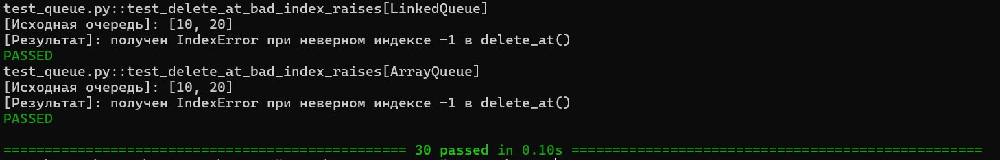 test_queue.py::test_delete_at_bad_index_raises[LinkedQueue]
[Исходная очередь]: [10, 20]
[Результат]: получен IndexError при неверном индексе -1 в delete_at()
PASSED
test_queue.py::test_delete_at_bad_index_raises[ArrayQueue]
[Исходная очередь]: [10, 20]
[Результат]: получен IndexError при неверном индексе -1 в delete_at()
PASSED
================================================= 30 passed in 0.10s ==================================================